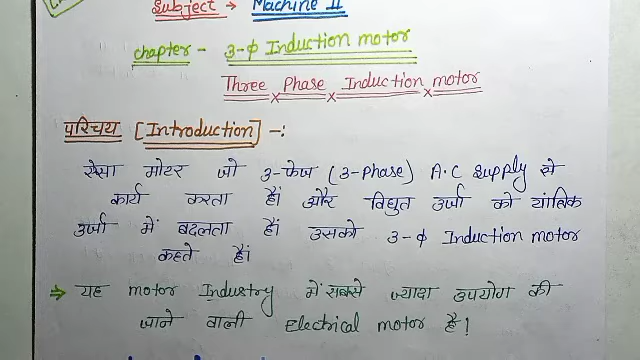 Subject → Machine II
chapter - 3-φ Induction motor
Three Phase Induction motor
परिचय [Introduction] -:
ऐसा मोटर जो 3-फेज (3-Phase) A.C Supply से
कार्य करता हैं और विधुत उर्जा को यांत्रिक
उर्जा में बदलता हैं उसको 3-φ Induction motor
कहते हैं।
⇒ यह motor Industry में सबसे ज्यादा उपयोग की
जाने वाली Electrical motor है!